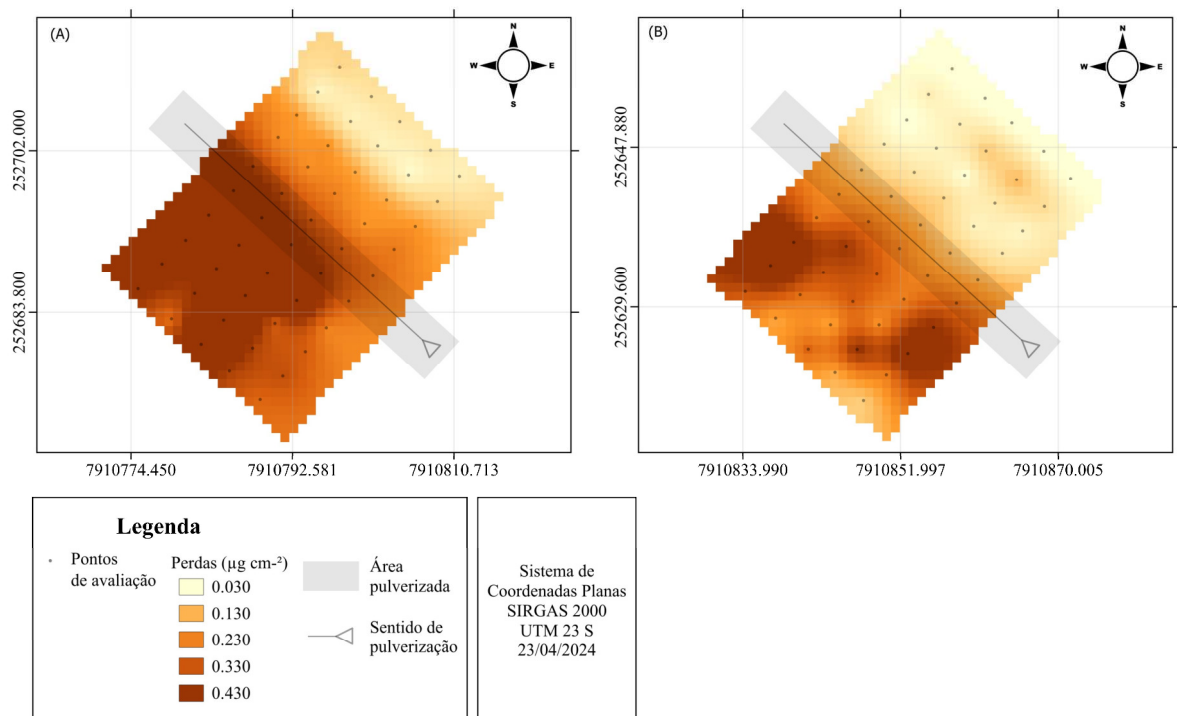 (A)
N
W
E
S
252702.000
252683.800
7910774.450
7910792.581
7910810.713
(B)
N
W
E
S
252647.880
252629.600
7910833.990
7910851.997
7910870.005
Legenda
Pontos
de avaliação
Perdas (µg cm-²)
0.030
0.130
0.230
0.330
0.430
Área
pulverizada
Sentido de
pulverização
Sistema de
Coordenadas Planas
SIRGAS 2000
UTM 23 S
23/04/2024